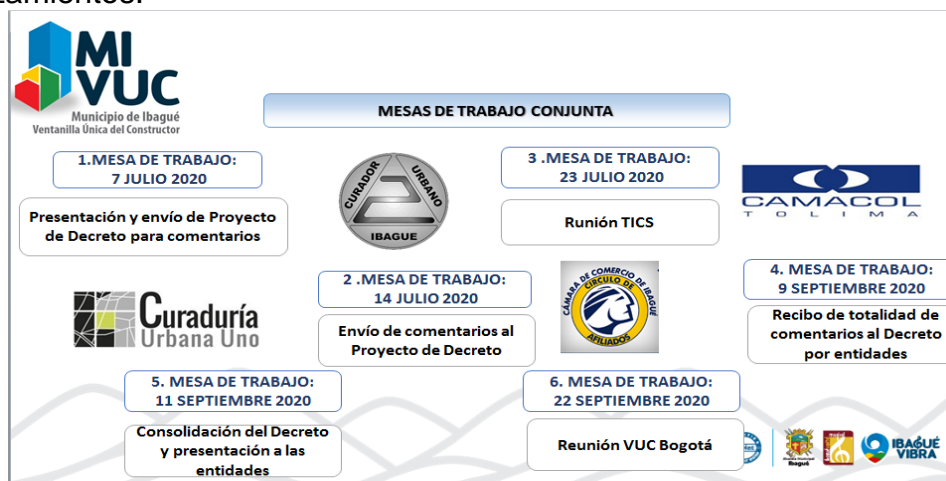 MI
VUC
Municipio de Ibagué
Ventanilla Única del Constructor
MESAS DE TRABAJO CONJUNTA
1.MESA DE TRABAJO:
7 JULIO 2020
Presentación y envío de Proyecto
de Decreto para comentarios
CURADOR URBANO
2
IBAGUE
3 .MESA DE TRABAJO:
23 JULIO 2020
Runión TICS
CAMACOL
TOLIMA
Curaduría
Urbana Uno
2 .MESA DE TRABAJO:
14 JULIO 2020
Envío de comentarios al
Proyecto de Decreto
CÁMARA DE COMERCIO DE IBAGUÉ
CIRCULO DE
AFILIADOS
4. MESA DE TRABAJO:
9 SEPTIEMBRE 2020
Recibo de totalidad de
comentarios al Decreto
por entidades
5. MESA DE TRABAJO:
11 SEPTIEMBRE 2020
Consolidación del Decreto
y presentación a las
entidades
6. MESA DE TRABAJO:
22 SEPTIEMBRE 2020
Reunión VUC Bogotá
Alcaldía Municipal
Ibagué
IBAGUÉ
VIBRA